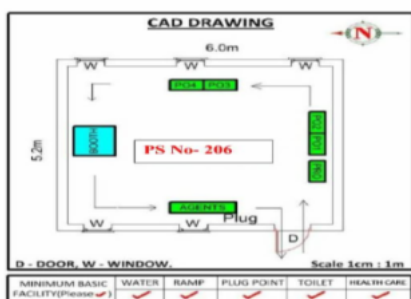 CAD DRAWING
6.0m
N
W W W
PO4 PO3
5.2m
BOOTH
PS No- 206
PO2 PO1
PRO
AGENTS
Plug
W W
D
D - DOOR, W - WINDOW. Scale 1cm : 1m
MINIMUM BASIC FACILITY(Please ✓) WATER RAMP PLUG POINT TOILET HEALTH CARE